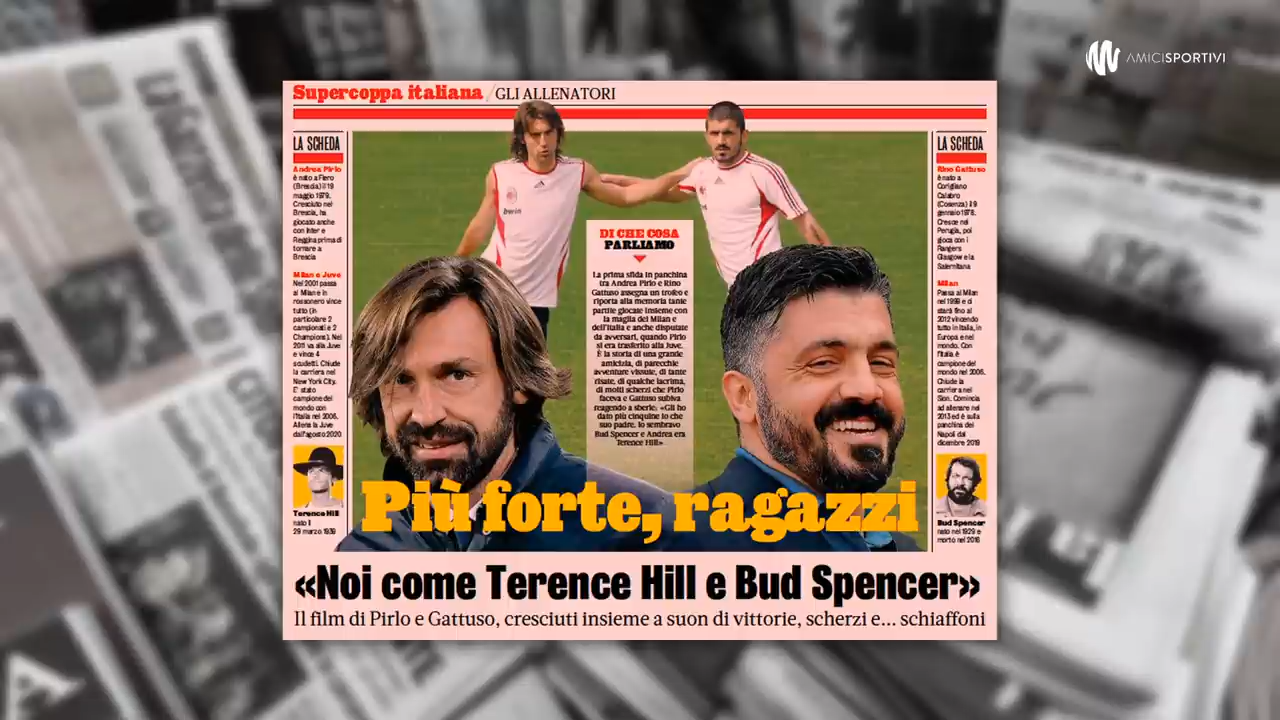 AMICISPORTIVI
Supercoppa italiana / GLI ALLENATORI
LA SCHEDA
Andrea Pirlo
è nato a Flero
(Brescia) il 19
maggio 1979.
Cresciuto nel
Brescia, ha
giocato anche
con Inter e
Reggina prima di
tornare a
Brescia
Milan e Juve
Nel 2001 passa
al Milan e in
rossonero vince
tutto (in
particolare 2
campionati e 2
Champions). Nel
2011 va alla Juve
e vince 4
scudetti. Chiude
la carriera nel
New York City.
E' stato
campione del
mondo con
l'Italia nel 2006.
Allena la Juve
dall'agosto 2020
Terence Hill
nato il
29 marzo 1939
DI CHE COSA
PARLIAMO
La prima sfida in panchina
tra Andrea Pirlo e Rino
Gattuso assegna un trofeo e
riporta alla memoria tante
partite giocate insieme con
la maglia del Milan e
dell'Italia e anche disputate
da avversari, quando Pirlo
si era trasferito alla Juve.
È la storia di una grande
amicizia, di parecchie
avventure vissute, di tante
risate, di qualche lacrima,
di molti scherzi che Pirlo
faceva e Gattuso subiva
reagendo a sberle: «Gli ho
dato più cinquine io che
suo padre. Io sembravo
Bud Spencer e Andrea era
Terence Hill»
LA SCHEDA
Rino Gattuso
è nato a
Corigliano
Calabro
(Cosenza) il 9
gennaio 1978.
Cresce nel
Perugia, poi
gioca con i
Rangers
Glasgow e la
Salernitana
Milan
Passa al Milan
nel 1999 e ci
starà fino al
2012 vincendo
tutto in Italia, in
Europa e nel
mondo. Con
l'Italia è
campione del
mondo nel 2006.
Chiude la
carriera nel
Sion. Comincia
ad allenare nel
2013 ed è sulla
panchina del
Napoli dal
dicembre 2019
Bud Spencer
nato nel 1929 e
morto nel 2016
bwin
Più forte, ragazzi
«Noi come Terence Hill e Bud Spencer»
Il film di Pirlo e Gattuso, cresciuti insieme a suon di vittorie, scherzi e... schiaffoni